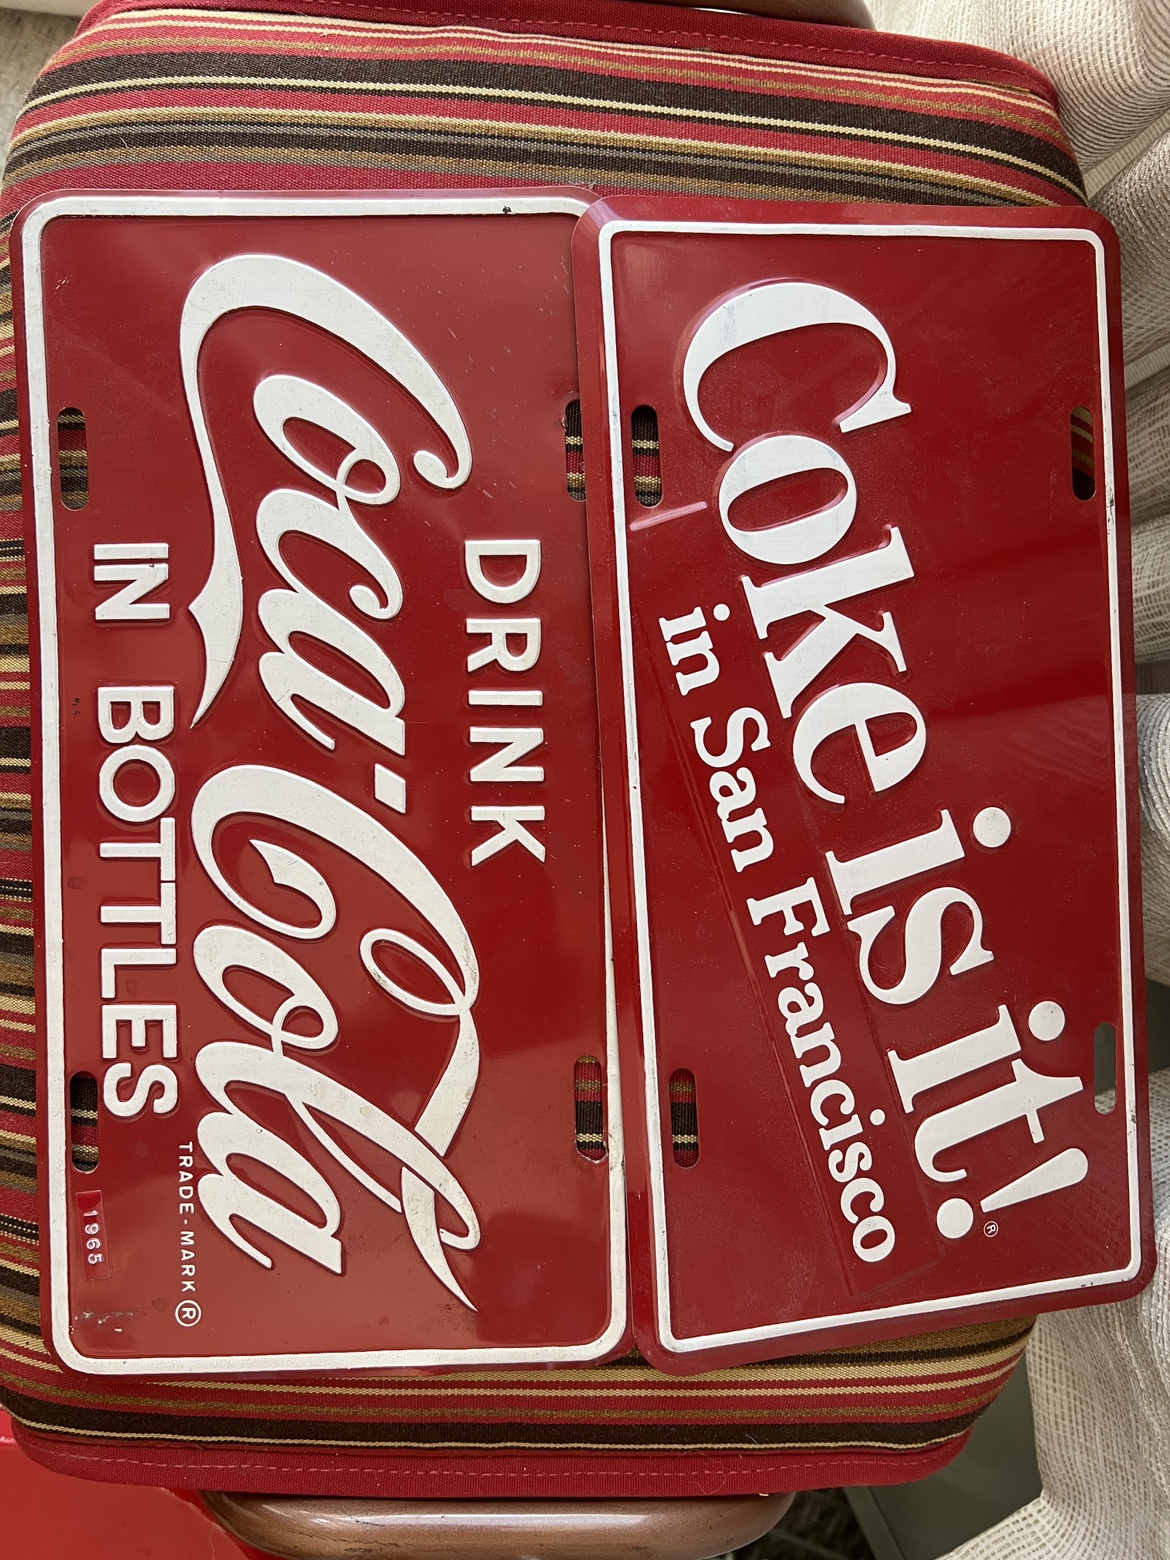 DRINK
Coca-Cola
TRADE-MARK ®
IN BOTTLES
1965
Coke is it!®
in San Francisco